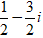 1/2 - 3/2 i